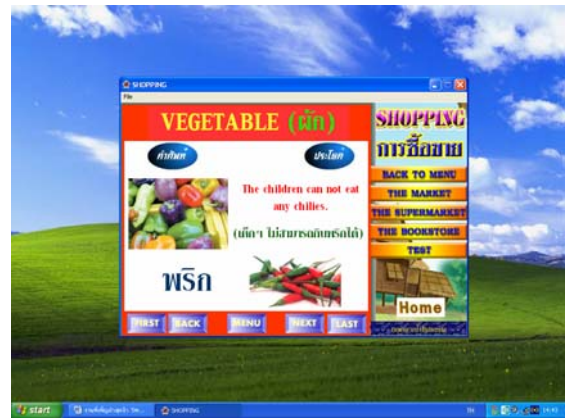 SHOPPING
File
VEGETABLE (ผัก)
คำศัพท์
ประโยค
The children can not eat
any chilies.
(เด็กๆ ไม่สามารถกินพริกได้)
พริก
FIRST
BACK
MENU
NEXT
LAST
SHOPPING
การซื้อขาย
BACK TO MENU
THE MARKET
THE SUPERMARKET
THE BOOKSTORE
TEST
Home
start
SHOPPING
14:43